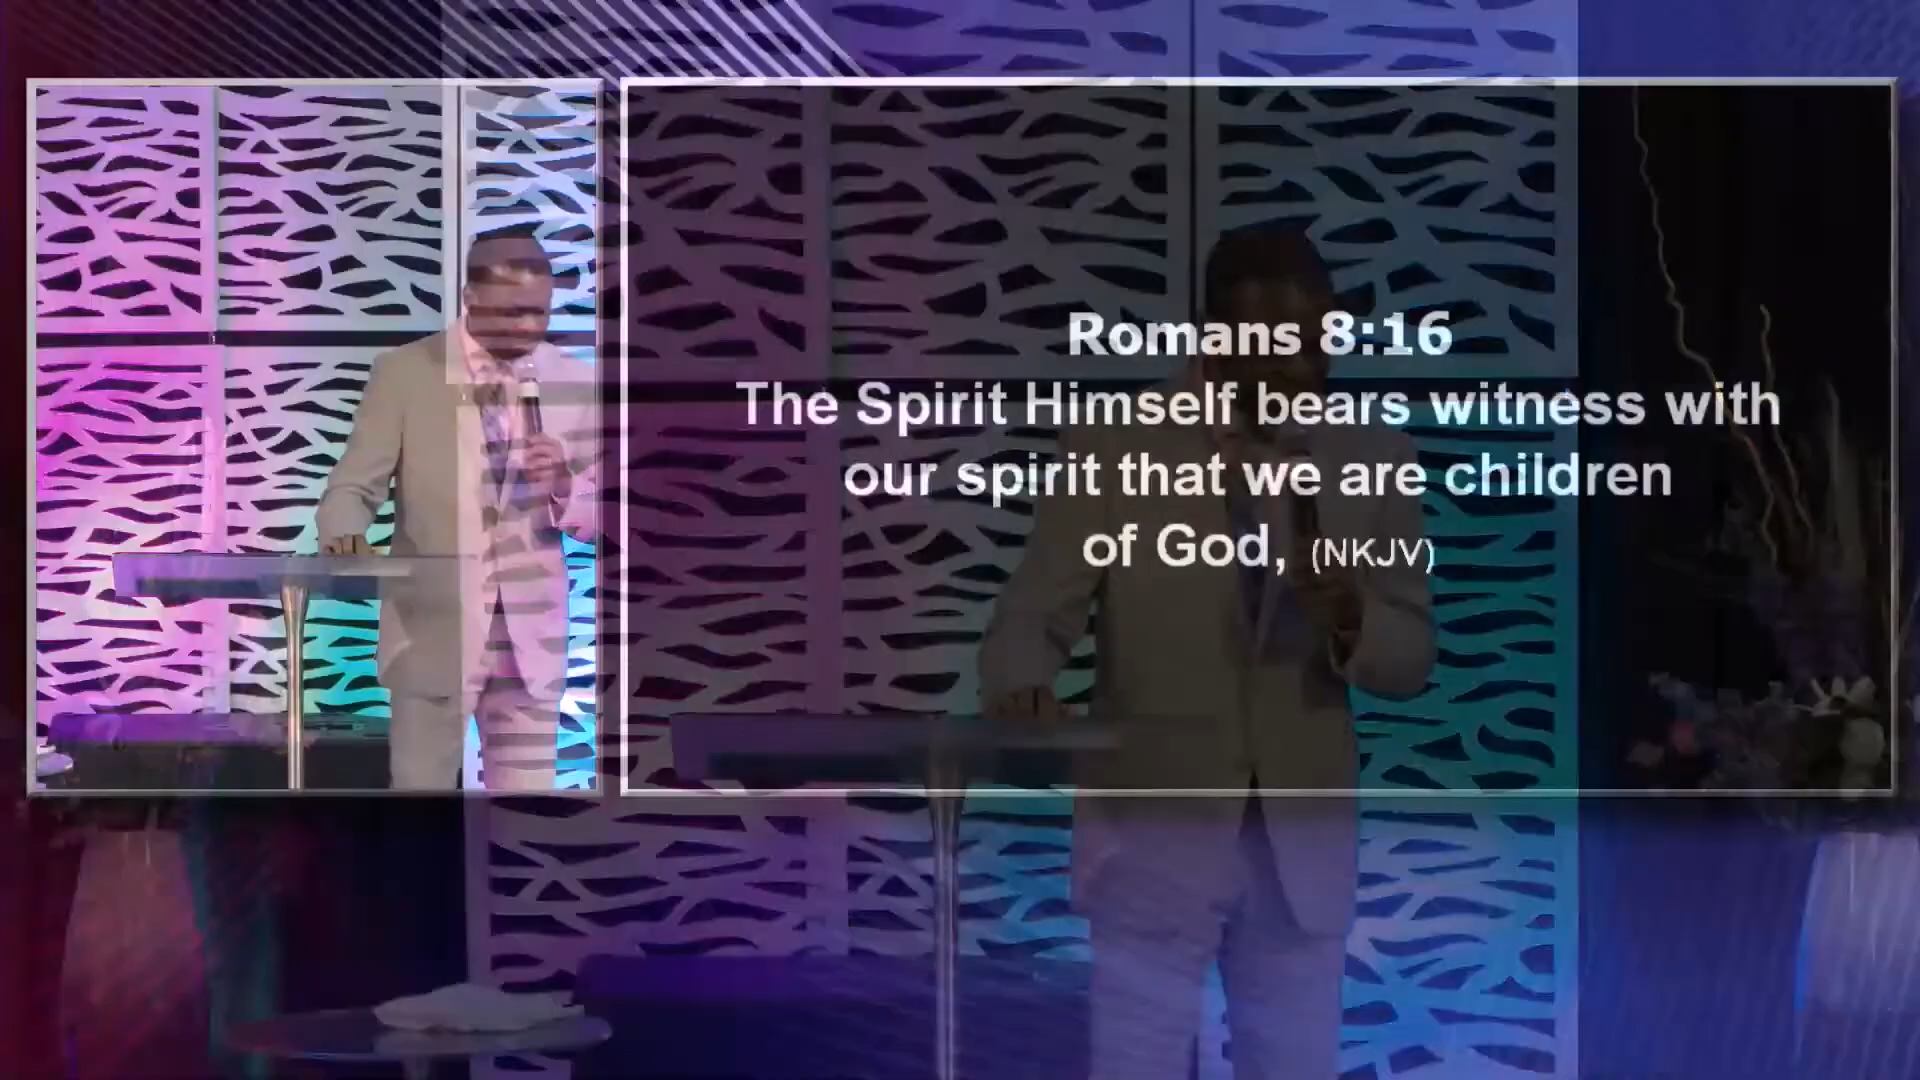 Romans 8:16
The Spirit Himself bears witness with
our spirit that we are children
of God, (NKJV)